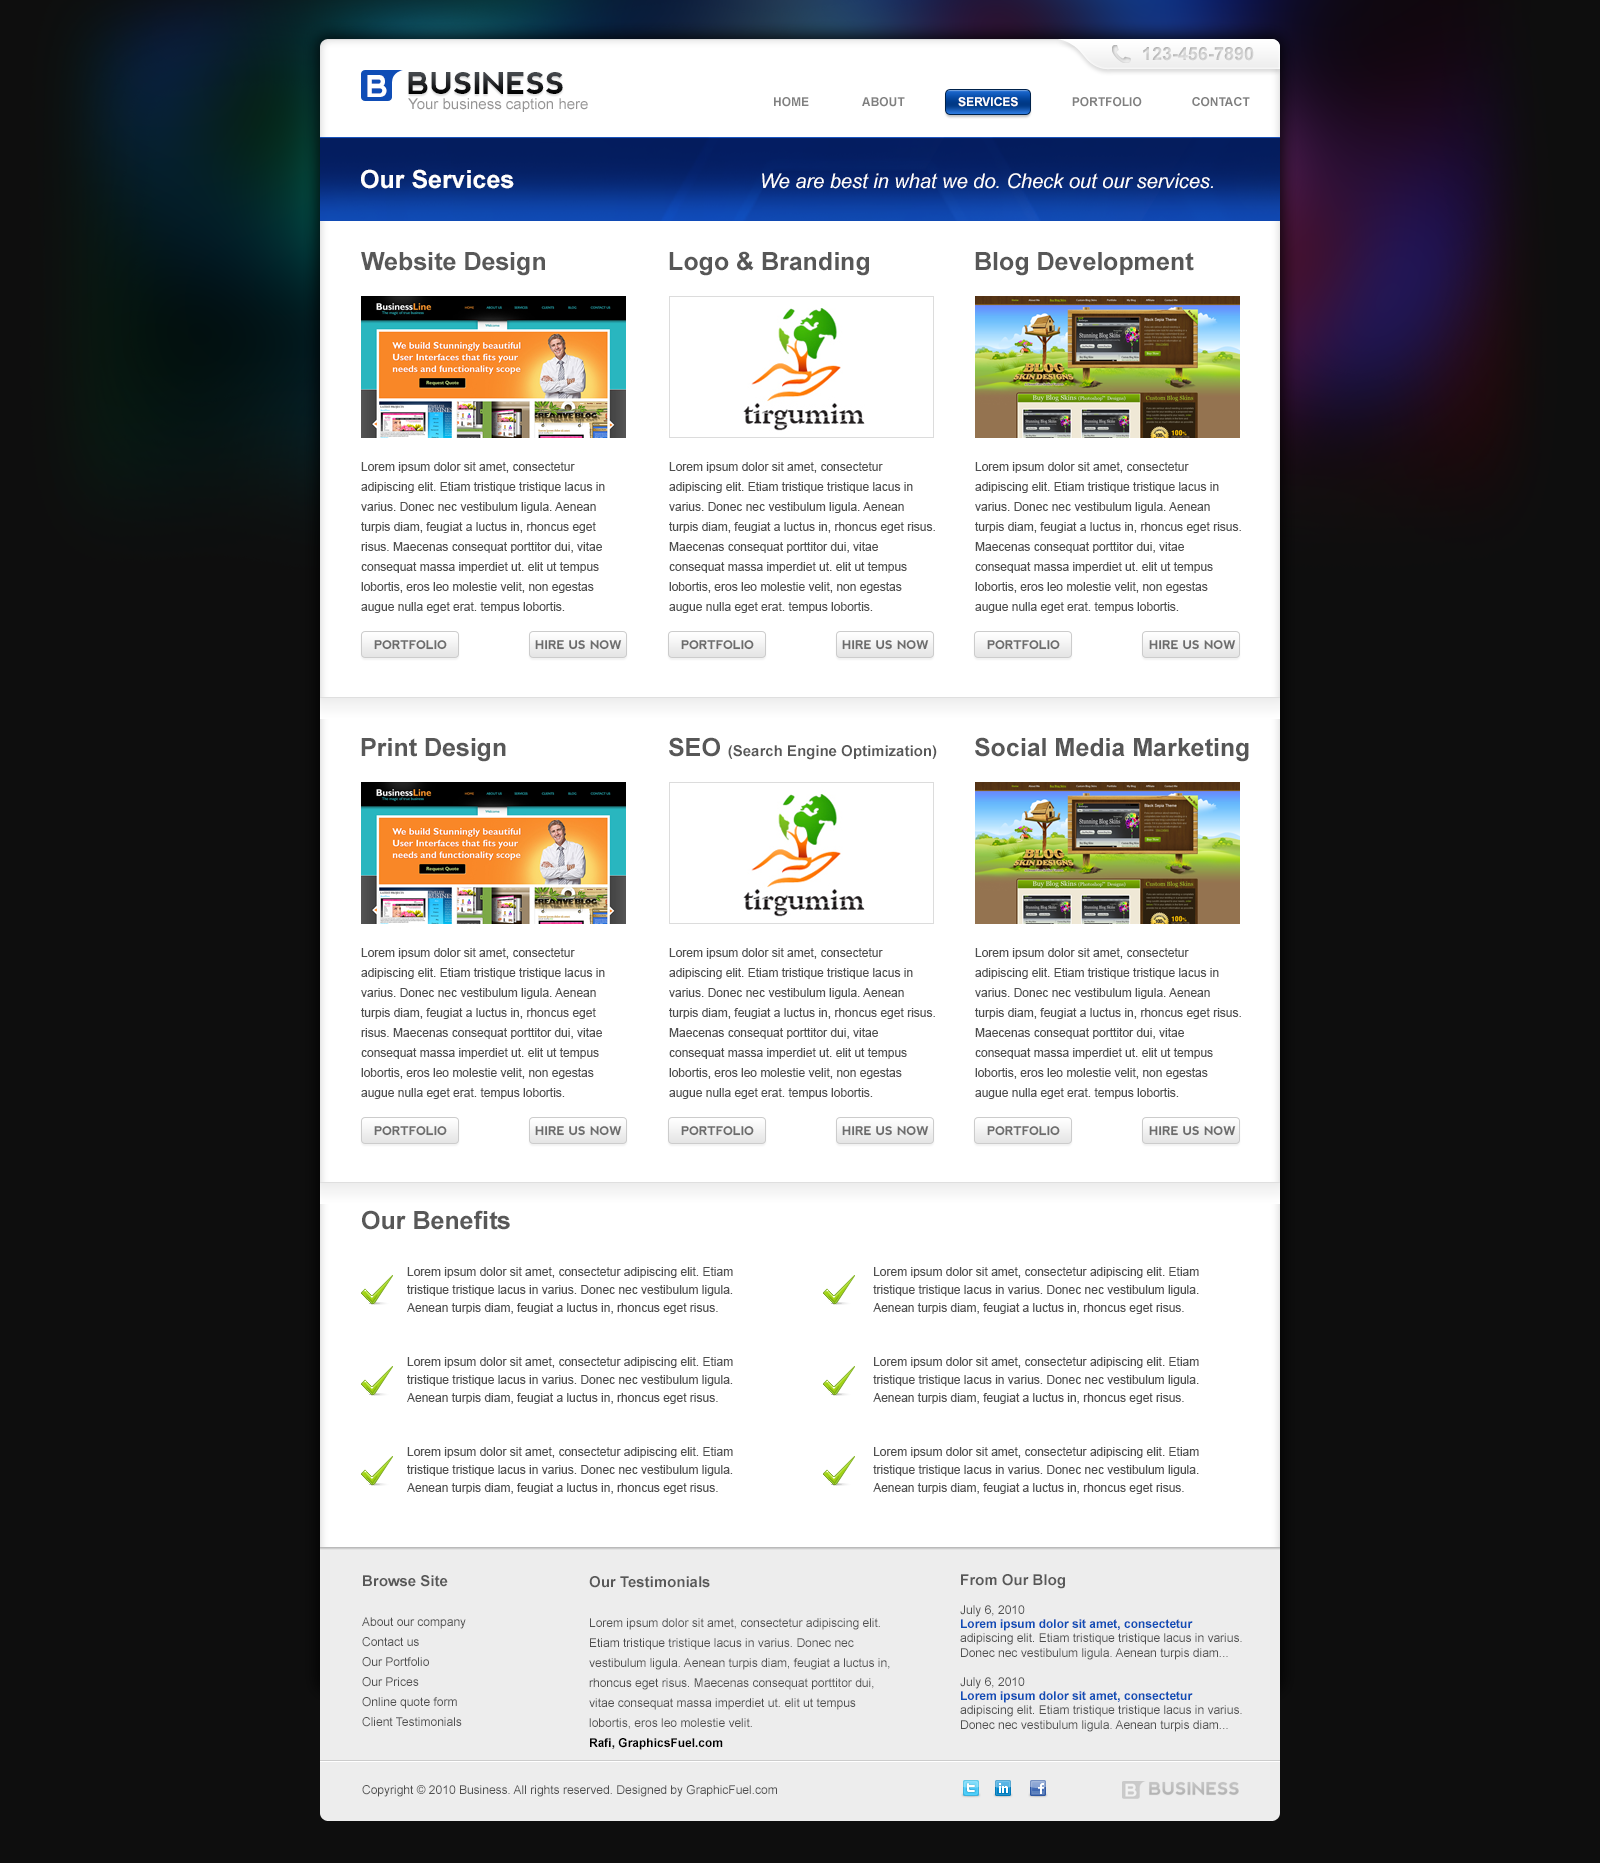 123-456-7890
BUSINESS
Your business caption here
HOME ABOUT SERVICES PORTFOLIO CONTACT
Our Services
We are best in what we do. Check out our services.
Website Design
BusinessLine
We build Stunningly beautiful
User Interfaces that fits your
needs and functionality scope
Request Quote
Lorem ipsum dolor sit amet, consectetur
adipiscing elit. Etiam tristique tristique lacus in
varius. Donec nec vestibulum ligula. Aenean
turpis diam, feugiat a luctus in, rhoncus eget
risus. Maecenas consequat porttitor dui, vitae
consequat massa imperdiet ut. elit ut tempus
lobortis, eros leo molestie velit, non egestas
augue nulla eget erat. tempus lobortis.
PORTFOLIO HIRE US NOW
Logo & Branding
tirgumim
Lorem ipsum dolor sit amet, consectetur
adipiscing elit. Etiam tristique tristique lacus in
varius. Donec nec vestibulum ligula. Aenean
turpis diam, feugiat a luctus in, rhoncus eget risus.
Maecenas consequat porttitor dui, vitae
consequat massa imperdiet ut. elit ut tempus
lobortis, eros leo molestie velit, non egestas
augue nulla eget erat. tempus lobortis.
PORTFOLIO HIRE US NOW
Blog Development
Stunning Blog Skins
BLOG
SKIN DESIGNS
Buy Blog Skins (Photoshop Designs)
Custom Blog Skins
100%
Lorem ipsum dolor sit amet, consectetur
adipiscing elit. Etiam tristique tristique lacus in
varius. Donec nec vestibulum ligula. Aenean
turpis diam, feugiat a luctus in, rhoncus eget risus.
Maecenas consequat porttitor dui, vitae
consequat massa imperdiet ut. elit ut tempus
lobortis, eros leo molestie velit, non egestas
augue nulla eget erat. tempus lobortis.
PORTFOLIO HIRE US NOW
Print Design
BusinessLine
We build Stunningly beautiful
User Interfaces that fits your
needs and functionality scope
Request Quote
Lorem ipsum dolor sit amet, consectetur
adipiscing elit. Etiam tristique tristique lacus in
varius. Donec nec vestibulum ligula. Aenean
turpis diam, feugiat a luctus in, rhoncus eget
risus. Maecenas consequat porttitor dui, vitae
consequat massa imperdiet ut. elit ut tempus
lobortis, eros leo molestie velit, non egestas
augue nulla eget erat. tempus lobortis.
PORTFOLIO HIRE US NOW
SEO (Search Engine Optimization)
tirgumim
Lorem ipsum dolor sit amet, consectetur
adipiscing elit. Etiam tristique tristique lacus in
varius. Donec nec vestibulum ligula. Aenean
turpis diam, feugiat a luctus in, rhoncus eget risus.
Maecenas consequat porttitor dui, vitae
consequat massa imperdiet ut. elit ut tempus
lobortis, eros leo molestie velit, non egestas
augue nulla eget erat. tempus lobortis.
PORTFOLIO HIRE US NOW
Social Media Marketing
Stunning Blog Skins
BLOG
SKIN DESIGNS
Buy Blog Skins (Photoshop Designs)
Custom Blog Skins
100%
Lorem ipsum dolor sit amet, consectetur
adipiscing elit. Etiam tristique tristique lacus in
varius. Donec nec vestibulum ligula. Aenean
turpis diam, feugiat a luctus in, rhoncus eget risus.
Maecenas consequat porttitor dui, vitae
consequat massa imperdiet ut. elit ut tempus
lobortis, eros leo molestie velit, non egestas
augue nulla eget erat. tempus lobortis.
PORTFOLIO HIRE US NOW
Our Benefits
Lorem ipsum dolor sit amet, consectetur adipiscing elit. Etiam
tristique tristique lacus in varius. Donec nec vestibulum ligula.
Aenean turpis diam, feugiat a luctus in, rhoncus eget risus.
Lorem ipsum dolor sit amet, consectetur adipiscing elit. Etiam
tristique tristique lacus in varius. Donec nec vestibulum ligula.
Aenean turpis diam, feugiat a luctus in, rhoncus eget risus.
Lorem ipsum dolor sit amet, consectetur adipiscing elit. Etiam
tristique tristique lacus in varius. Donec nec vestibulum ligula.
Aenean turpis diam, feugiat a luctus in, rhoncus eget risus.
Lorem ipsum dolor sit amet, consectetur adipiscing elit. Etiam
tristique tristique lacus in varius. Donec nec vestibulum ligula.
Aenean turpis diam, feugiat a luctus in, rhoncus eget risus.
Lorem ipsum dolor sit amet, consectetur adipiscing elit. Etiam
tristique tristique lacus in varius. Donec nec vestibulum ligula.
Aenean turpis diam, feugiat a luctus in, rhoncus eget risus.
Lorem ipsum dolor sit amet, consectetur adipiscing elit. Etiam
tristique tristique lacus in varius. Donec nec vestibulum ligula.
Aenean turpis diam, feugiat a luctus in, rhoncus eget risus.
Browse Site
About our company
Contact us
Our Portfolio
Our Prices
Online quote form
Client Testimonials
Our Testimonials
Lorem ipsum dolor sit amet, consectetur adipiscing elit.
Etiam tristique tristique lacus in varius. Donec nec
vestibulum ligula. Aenean turpis diam, feugiat a luctus in,
rhoncus eget risus. Maecenas consequat porttitor dui,
vitae consequat massa imperdiet ut. elit ut tempus
lobortis, eros leo molestie velit.
Rafi, GraphicsFuel.com
From Our Blog
July 6, 2010
Lorem ipsum dolor sit amet, consectetur
adipiscing elit. Etiam tristique tristique lacus in varius.
Donec nec vestibulum ligula. Aenean turpis diam...
July 6, 2010
Lorem ipsum dolor sit amet, consectetur
adipiscing elit. Etiam tristique tristique lacus in varius.
Donec nec vestibulum ligula. Aenean turpis diam...
Copyright © 2010 Business. All rights reserved. Designed by GraphicFuel.com
BUSINESS